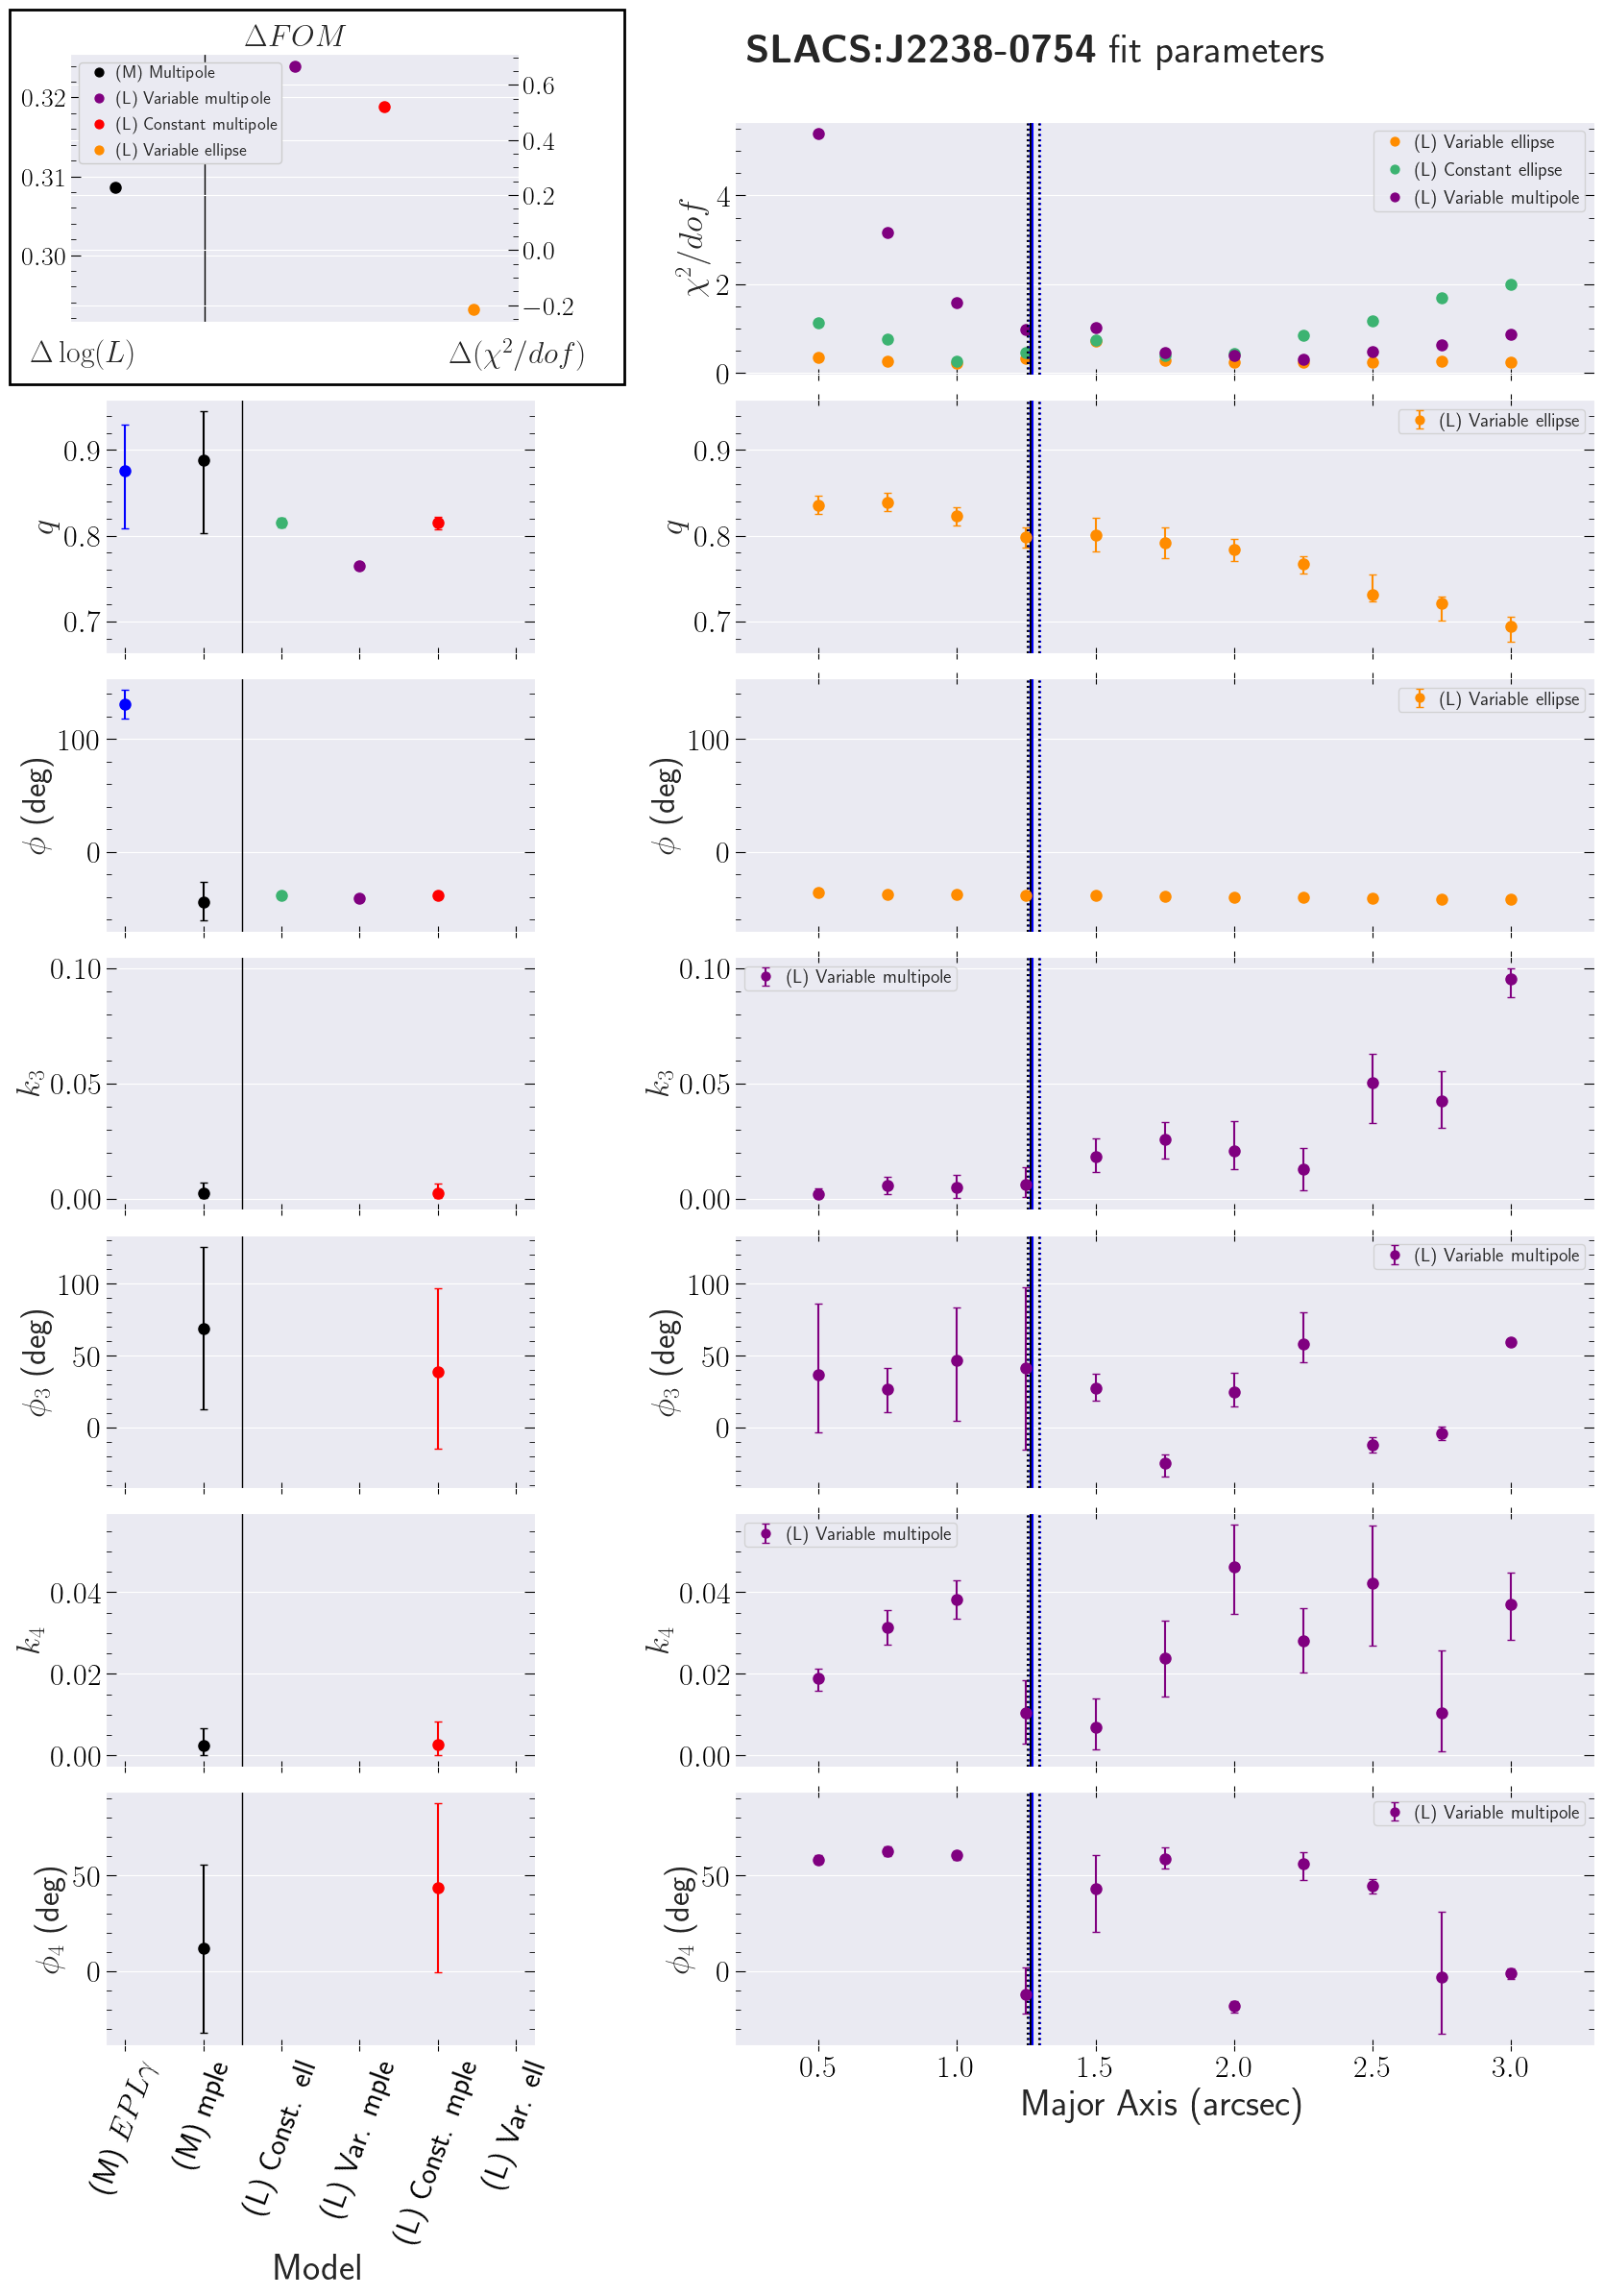 ΔFOM
(M) Multipole
(L) Variable multipole
(L) Constant multipole
(L) Variable ellipse
0.32
0.31
0.30
0.6
0.4
0.2
0.0
−0.2
Δ log(L)
Δ(χ²/dof)
SLACS:J2238-0754 fit parameters
(L) Variable ellipse
(L) Constant ellipse
(L) Variable multipole
χ²/dof
4
2
0
q
0.9
0.8
0.7
q
0.9
0.8
0.7
(L) Variable ellipse
ϕ (deg)
100
0
ϕ (deg)
100
0
(L) Variable ellipse
k₃
0.10
0.05
0.00
k₃
0.10
0.05
0.00
(L) Variable multipole
ϕ₃ (deg)
100
50
0
ϕ₃ (deg)
100
50
0
(L) Variable multipole
k₄
0.04
0.02
0.00
k₄
0.04
0.02
0.00
(L) Variable multipole
ϕ₄ (deg)
50
0
ϕ₄ (deg)
50
0
(L) Variable multipole
(M) EPLγ
(M) mple
(L) Const. ell
(L) Var. mple
(L) Const. mple
(L) Var. ell
Model
0.5 1.0 1.5 2.0 2.5 3.0
Major Axis (arcsec)